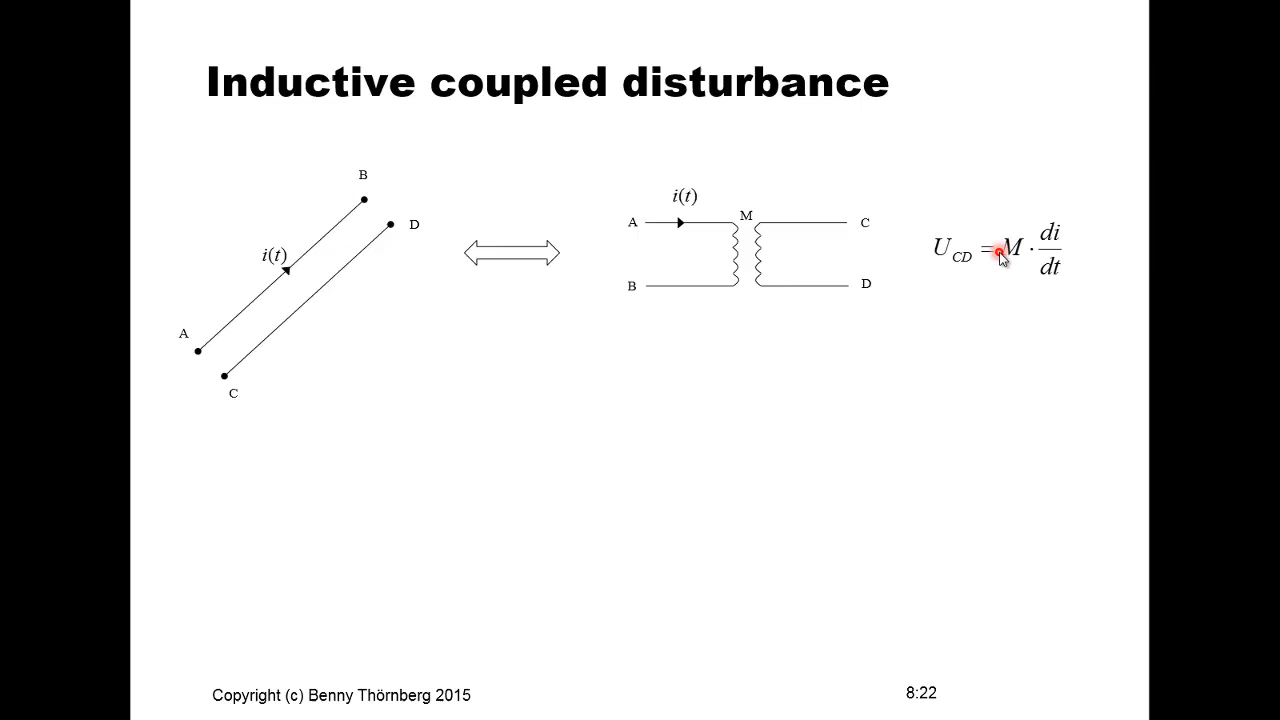 Inductive coupled disturbance
B
D
i(t)
A
C
i(t)
A
M
C
B
D
U_CD = M · di/dt
Copyright (c) Benny Thörnberg 2015
8:22